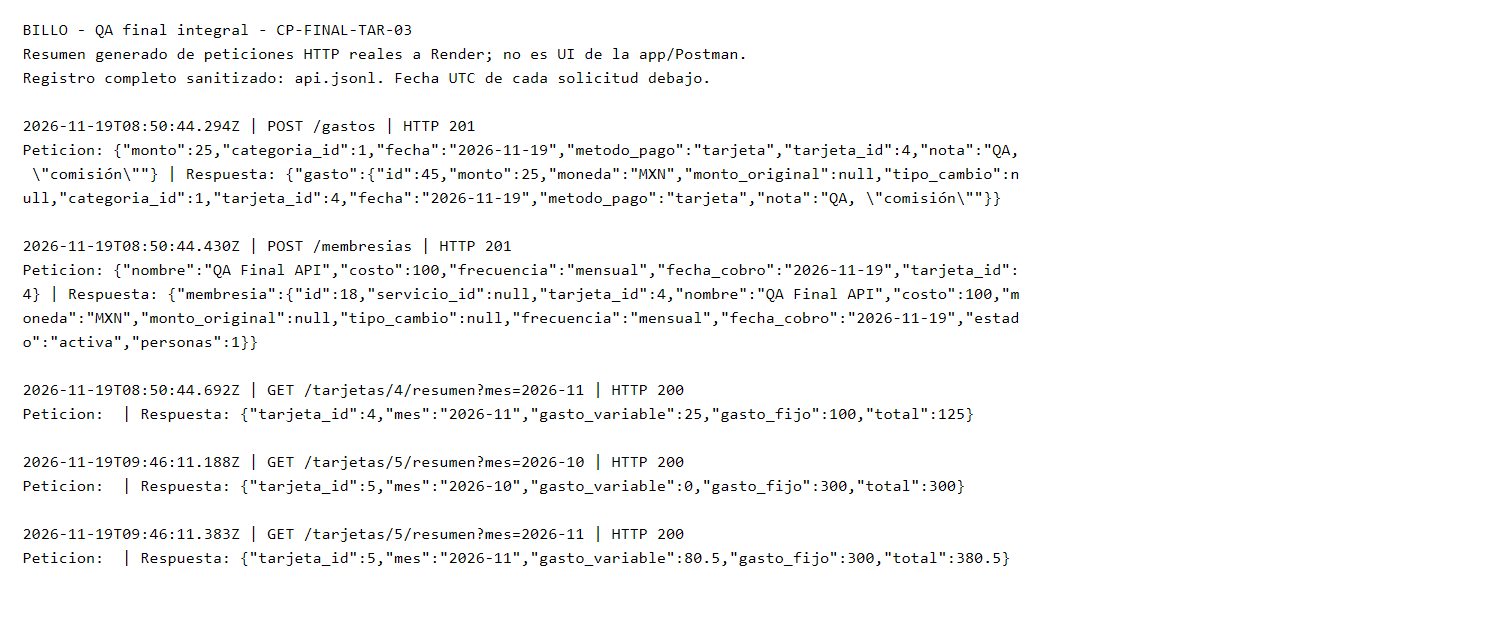 BILLO - QA final integral - CP-FINAL-TAR-03
Resumen generado de peticiones HTTP reales a Render; no es UI de la app/Postman.
Registro completo sanitizado: api.jsonl. Fecha UTC de cada solicitud debajo.
2026-11-19T08:50:44.294Z | POST /gastos | HTTP 201
Peticion: {"monto":25,"categoria_id":1,"fecha":"2026-11-19","metodo_pago":"tarjeta","tarjeta_id":4,"nota":"QA,
\"comisión\""} | Respuesta: {"gasto":{"id":45,"monto":25,"moneda":"MXN","monto_original":null,"tipo_cambio":n
ull,"categoria_id":1,"tarjeta_id":4,"fecha":"2026-11-19","metodo_pago":"tarjeta","nota":"QA, \"comisión\""}}
2026-11-19T08:50:44.430Z | POST /membresias | HTTP 201
Peticion: {"nombre":"QA Final API","costo":100,"frecuencia":"mensual","fecha_cobro":"2026-11-19","tarjeta_id":
4} | Respuesta: {"membresia":{"id":18,"servicio_id":null,"tarjeta_id":4,"nombre":"QA Final API","costo":100,"m
oneda":"MXN","monto_original":null,"tipo_cambio":null,"frecuencia":"mensual","fecha_cobro":"2026-11-19","estad
o":"activa","personas":1}}
2026-11-19T08:50:44.692Z | GET /tarjetas/4/resumen?mes=2026-11 | HTTP 200
Peticion:  | Respuesta: {"tarjeta_id":4,"mes":"2026-11","gasto_variable":25,"gasto_fijo":100,"total":125}
2026-11-19T09:46:11.188Z | GET /tarjetas/5/resumen?mes=2026-10 | HTTP 200
Peticion:  | Respuesta: {"tarjeta_id":5,"mes":"2026-10","gasto_variable":0,"gasto_fijo":300,"total":300}
2026-11-19T09:46:11.383Z | GET /tarjetas/5/resumen?mes=2026-11 | HTTP 200
Peticion:  | Respuesta: {"tarjeta_id":5,"mes":"2026-11","gasto_variable":80.5,"gasto_fijo":300,"total":380.5}